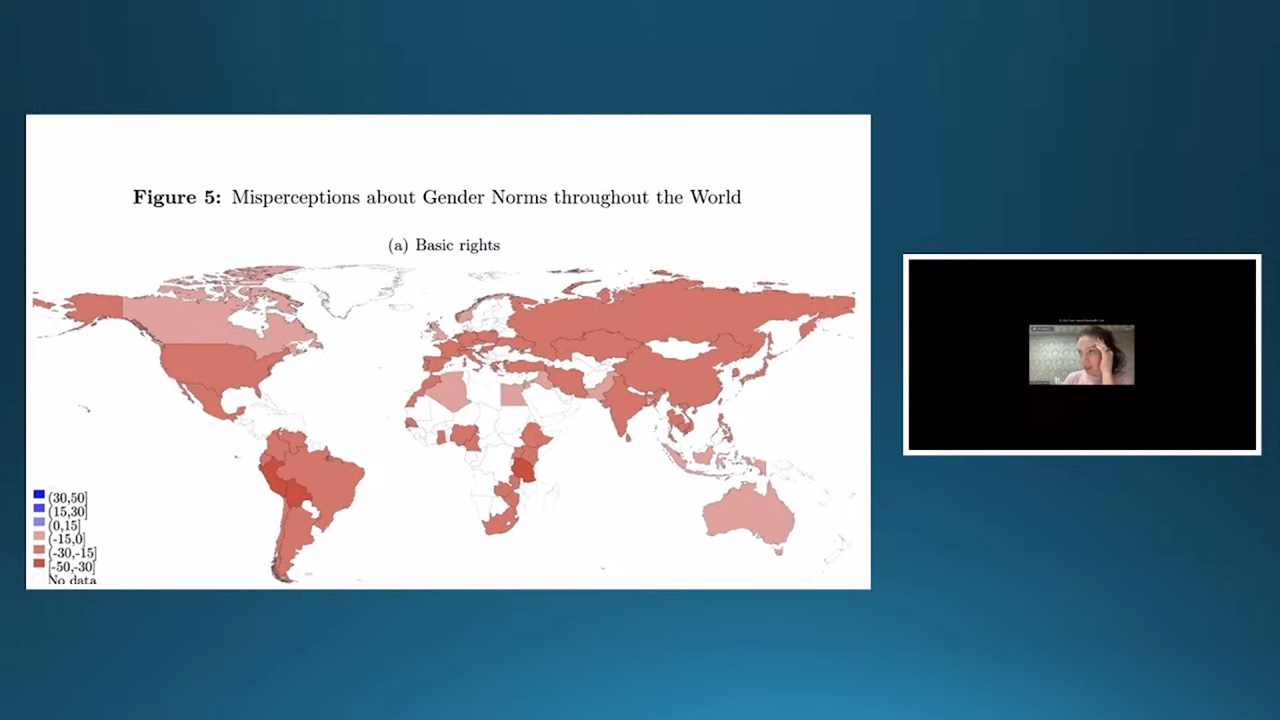 Figure 5: Misperceptions about Gender Norms throughout the World
(a) Basic rights
(30,50]
(15,30]
(0,15]
(-15,0]
(-30,-15]
[-50,-30]
No data